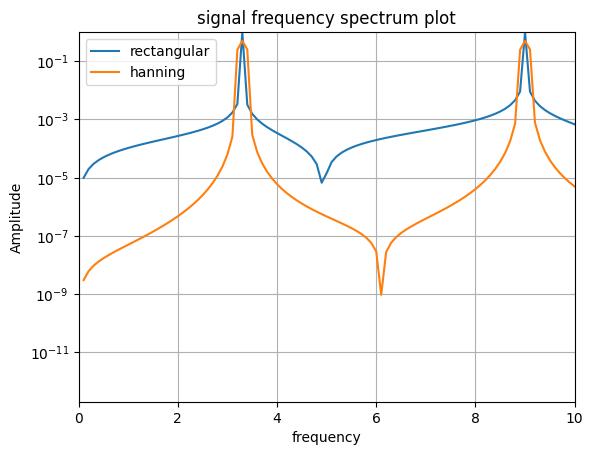 signal frequency spectrum plot
rectangular
hanning
Amplitude
10⁻¹
10⁻³
10⁻⁵
10⁻⁷
10⁻⁹
10⁻¹¹
0 2 4 6 8 10
frequency